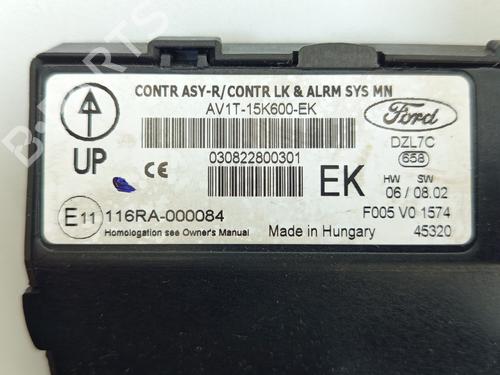 CONTR ASY-R/CONTR LK & ALRM SYS MN
AV1T-15K600-EK
Ford
DZL7C
658
030822800301
UP
CE
EK
HW SW
06 / 08.02
E11 116RA-000084
F005 V0 1574
Homologation see Owner's Manual
Made in Hungary
45320